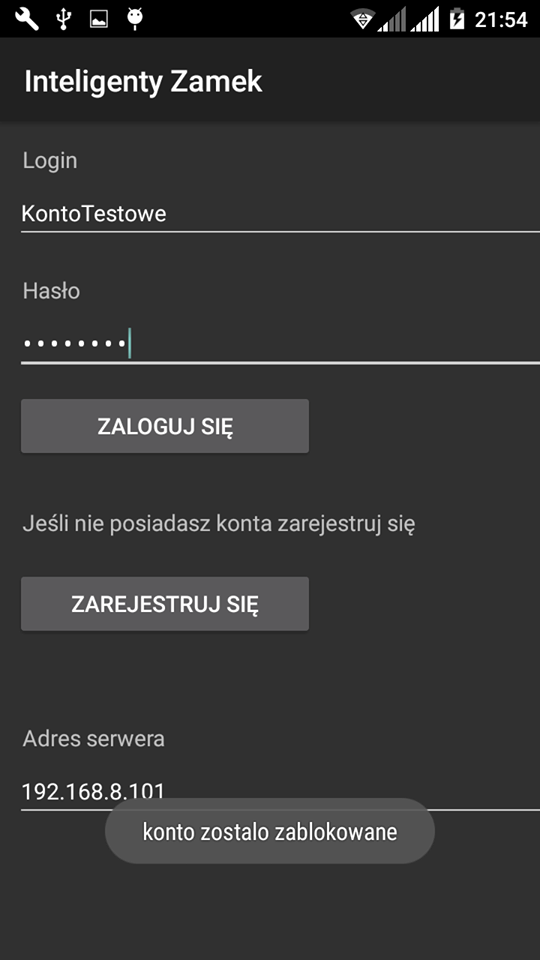 21:54
Inteligenty Zamek
Login
KontoTestowe
Hasło
ZALOGUJ SIĘ
Jeśli nie posiadasz konta zarejestruj się
ZAREJESTRUJ SIĘ
Adres serwera
192.168.8.101
konto zostalo zablokowane